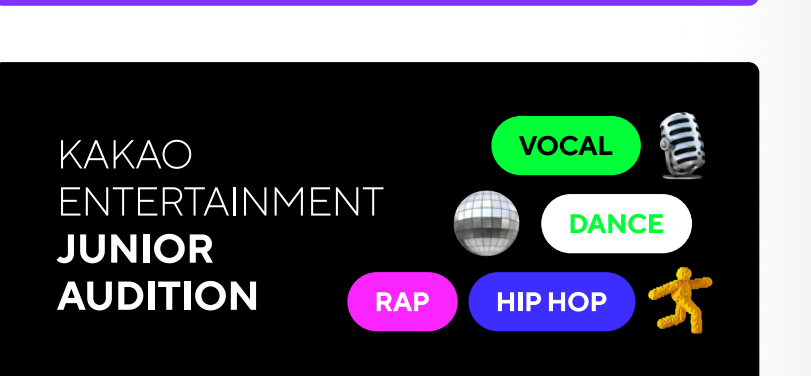 KAKAO
ENTERTAINMENT
JUNIOR
AUDITION
VOCAL
DANCE
RAP
HIP HOP